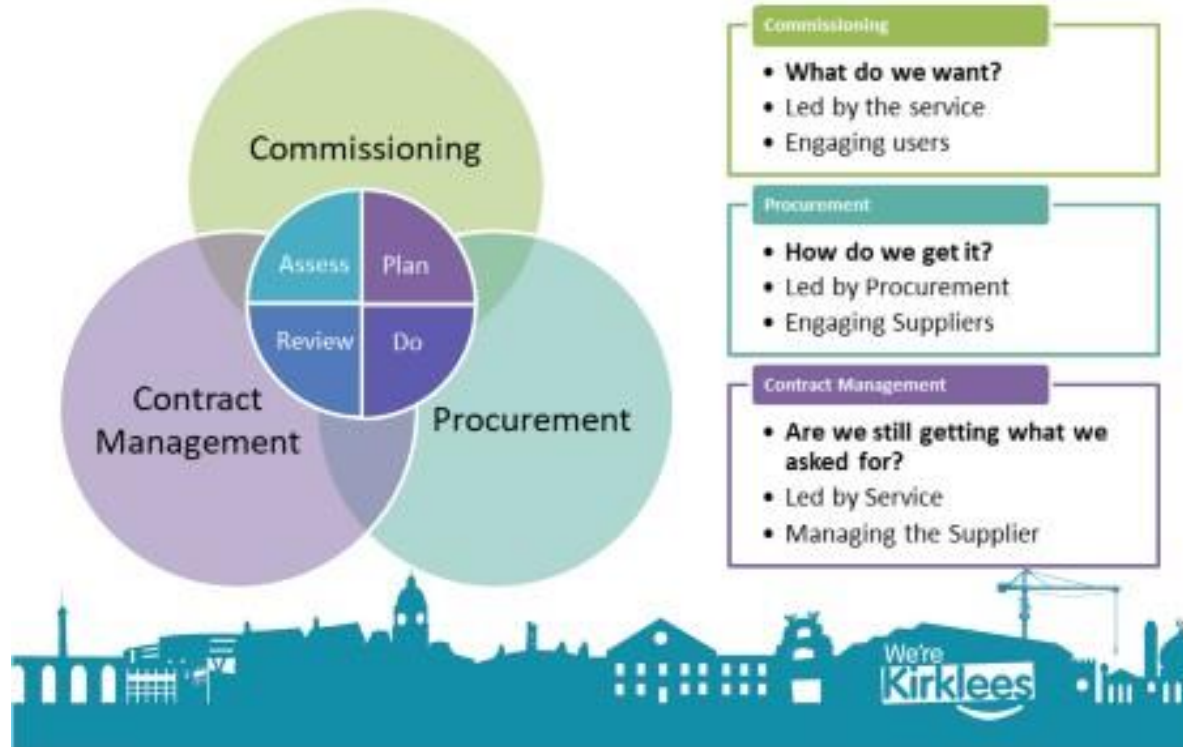 Commissioning
Assess
Plan
Review
Do
Contract
Management
Procurement
Commissioning
• What do we want?
• Led by the service
• Engaging users
Procurement
• How do we get it?
• Led by Procurement
• Engaging Suppliers
Contract Management
• Are we still getting what we
asked for?
• Led by Service
• Managing the Supplier
We're
Kirklees